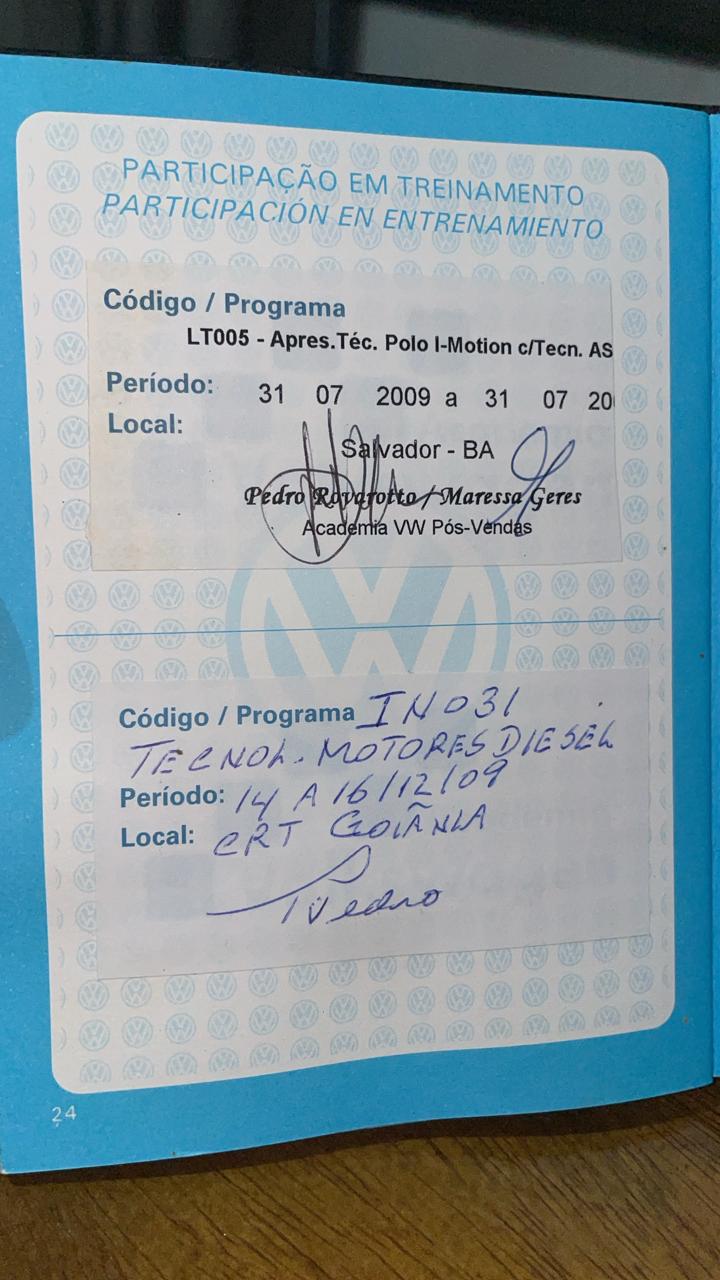 PARTICIPAÇÃO EM TREINAMENTO
PARTICIPACIÓN EN ENTRENAMIENTO
Código / Programa
LT005 - Apres.Téc. Polo I-Motion c/Tecn. AS
Período: 31 07 2009 a 31 07 20
Local:
Salvador - BA
Pedro Rovarotto / Maressa Geres
Academia VW Pós-Vendas
Código / Programa IN031
TECNOL. MOTORES DIESEL
Período: 14 A 16/12/09
Local: CRT GOIÂNIA
Pedro
24